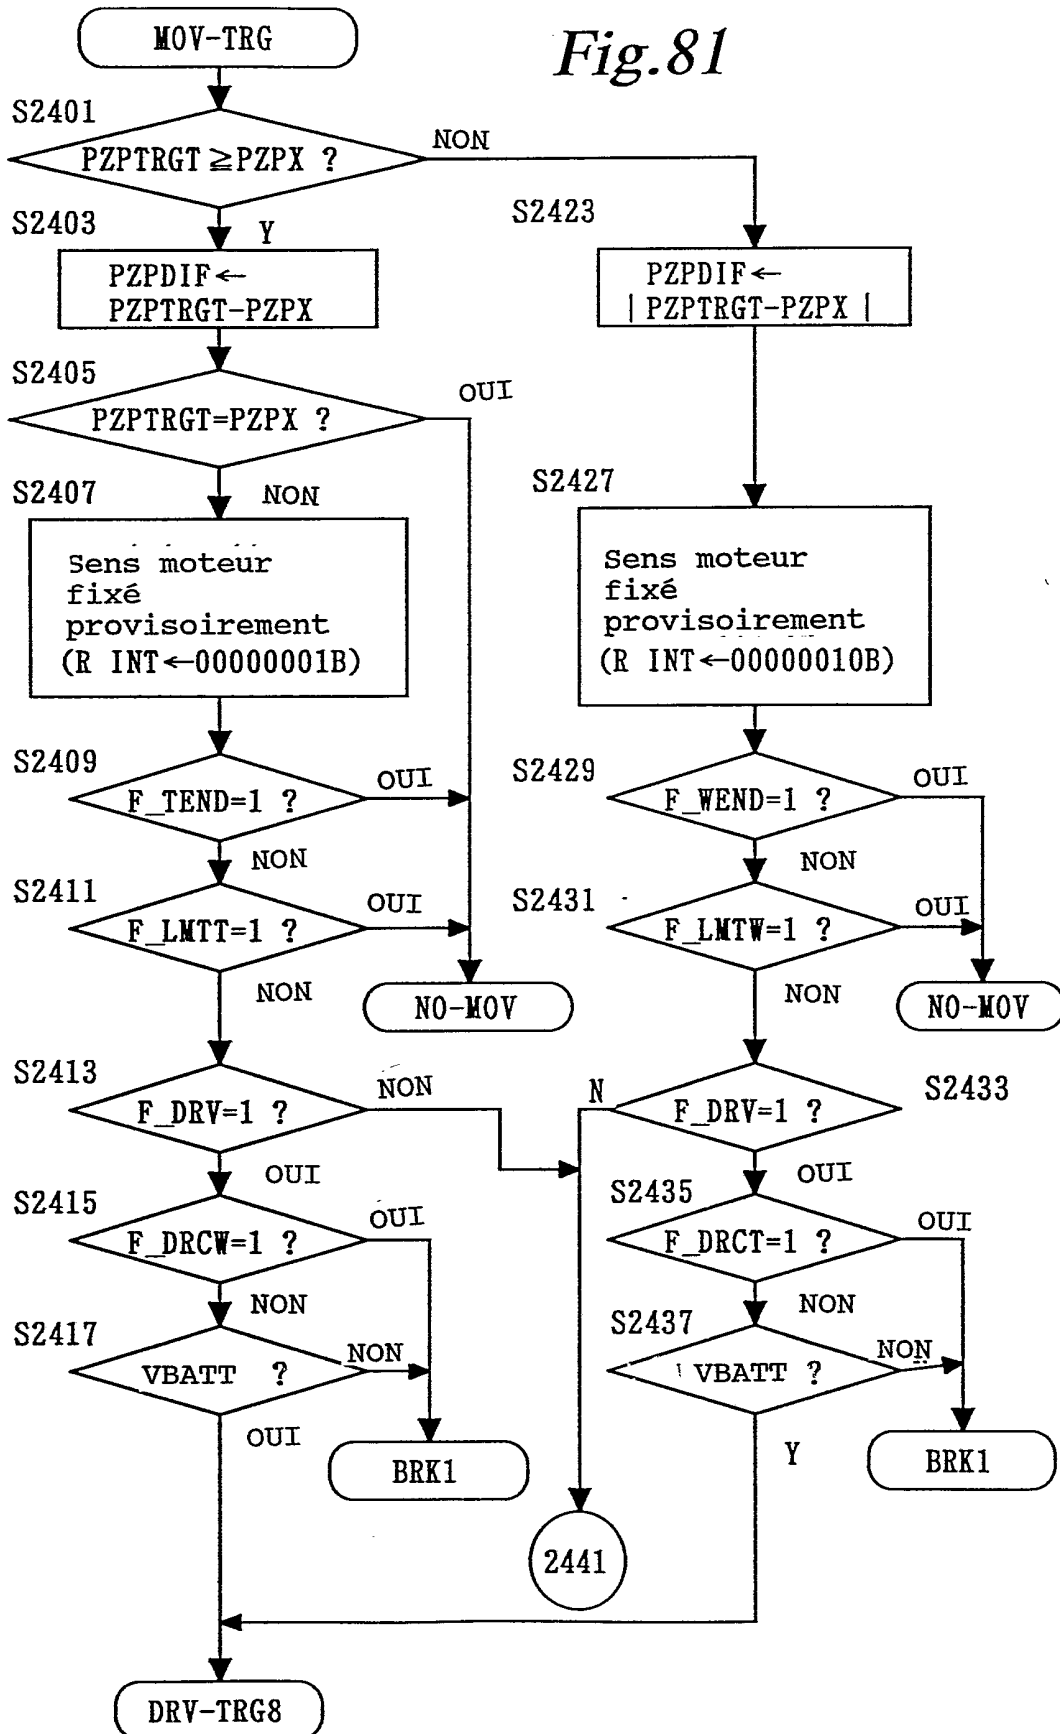 Fig.81
MOV-TRG
S2401
PZPTRGT≧PZPX ?
NON
S2403
Y
PZPDIF←
PZPTRGT-PZPX
S2423
PZPDIF←
| PZPTRGT-PZPX |
S2405
PZPTRGT=PZPX ?
OUI
S2407
NON
Sens moteur
fixé
provisoirement
(R INT←00000001B)
S2427
Sens moteur
fixé
provisoirement
(R INT←00000010B)
S2409
F_TEND=1 ?
OUI
NON
S2429
F_WEND=1 ?
OUI
NON
S2411
F_LMTT=1 ?
OUI
NON
NO-MOV
S2431
F_LMTW=1 ?
OUI
NON
NO-MOV
S2413
F_DRV=1 ?
NON
OUI
N
F_DRV=1 ?
S2433
OUI
S2415
F_DRCW=1 ?
OUI
NON
S2435
F_DRCT=1 ?
OUI
NON
S2417
VBATT ?
NON
OUI
BRK1
S2437
VBATT ?
NON
Y
BRK1
2441
DRV-TRG8